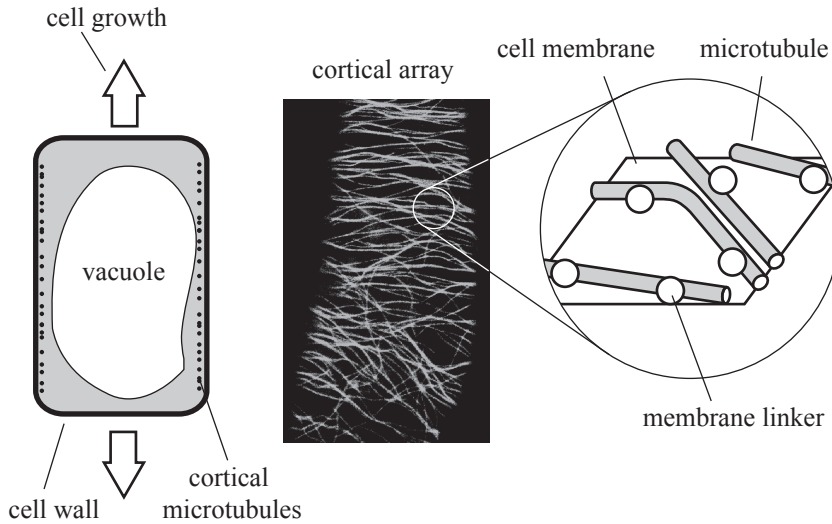 cell growth
cortical array
cell membrane
microtubule
vacuole
membrane linker
cell wall
cortical
microtubules